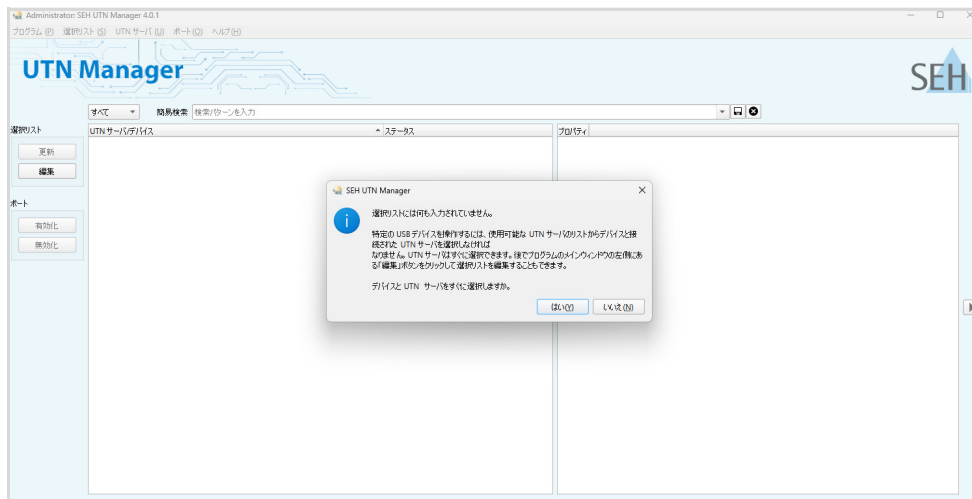 Administrator: SEH UTN Manager 4.0.1
プログラム (P) 選択リスト (S) UTN サーバ (U) ポート (O) ヘルプ(H)
UTN Manager
SEH
すべて 簡易検索 検索パターンを入力
選択リスト
UTN サーバ/デバイス ステータス プロパティ
更新
編集
ポート
有効化
無効化
SEH UTN Manager
選択リストには何も入力されていません。
特定の USB デバイスを操作するには、使用可能な UTN サーバのリストからデバイスと接
続された UTN サーバを選択しなければ
なりません。UTN サーバはすぐに選択できます。後でプログラムのメインウィンドウの左側にあ
る「編集」ボタンをクリックして選択リストを編集することもできます。
デバイスと UTN サーバをすぐに選択しますか。
はい(Y) いいえ(N)